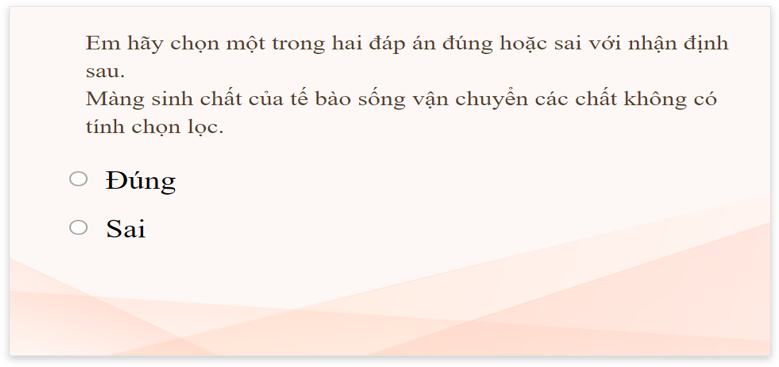 Em hãy chọn một trong hai đáp án đúng hoặc sai với nhận định
sau.
Màng sinh chất của tế bào sống vận chuyển các chất không có
tính chọn lọc.
Đúng
Sai